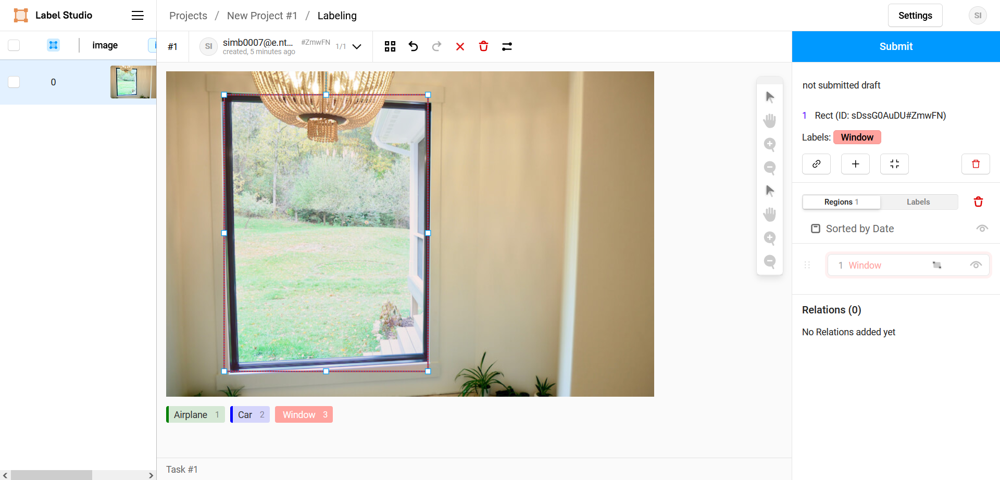 Label Studio
Projects / New Project #1 / Labeling
Settings
SI
image
i
#1
SI
simb0007@e.nt...
#ZmwFN
created, 5 minutes ago
1/1
Submit
0
not submitted draft
1 Rect (ID: sDssG0AuDU#ZmwFN)
Labels: Window
Regions 1
Labels
Sorted by Date
1 Window
Relations (0)
No Relations added yet
Airplane 1
Car 2
Window 3
Task #1